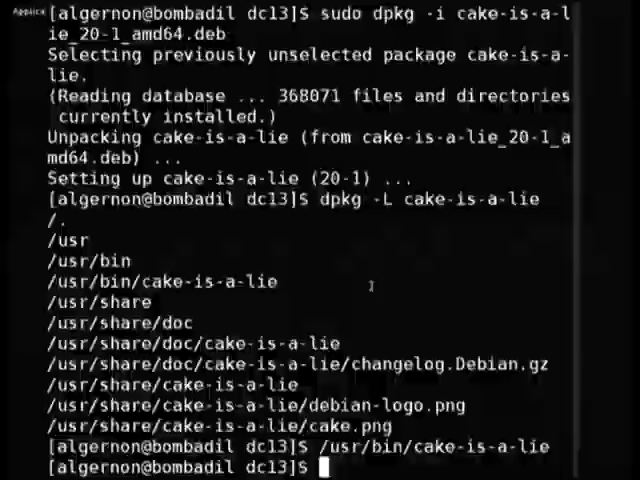 Applica
[algernon@bombadil dc13]$ sudo dpkg -i cake-is-a-l
ie_20-1_amd64.deb
Selecting previously unselected package cake-is-a-
lie.
(Reading database ... 368071 files and directories
 currently installed.)
Unpacking cake-is-a-lie (from cake-is-a-lie_20-1_a
md64.deb) ...
Setting up cake-is-a-lie (20-1) ...
[algernon@bombadil dc13]$ dpkg -L cake-is-a-lie
/.
/usr
/usr/bin
/usr/bin/cake-is-a-lie
/usr/share
/usr/share/doc
/usr/share/doc/cake-is-a-lie
/usr/share/doc/cake-is-a-lie/changelog.Debian.gz
/usr/share/cake-is-a-lie
/usr/share/cake-is-a-lie/debian-logo.png
/usr/share/cake-is-a-lie/cake.png
[algernon@bombadil dc13]$ /usr/bin/cake-is-a-lie
[algernon@bombadil dc13]$